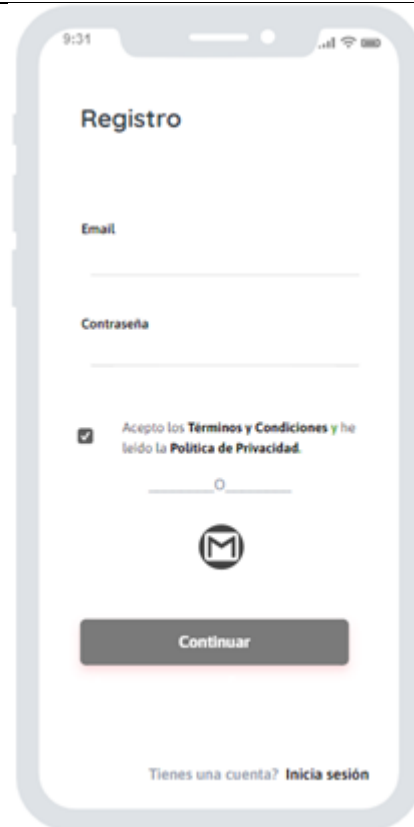 9:31
Registro
Email
Contraseña
Acepto los Términos y Condiciones y he
leído la Política de Privacidad.
O
M
Continuar
Tienes una cuenta? Inicia sesión